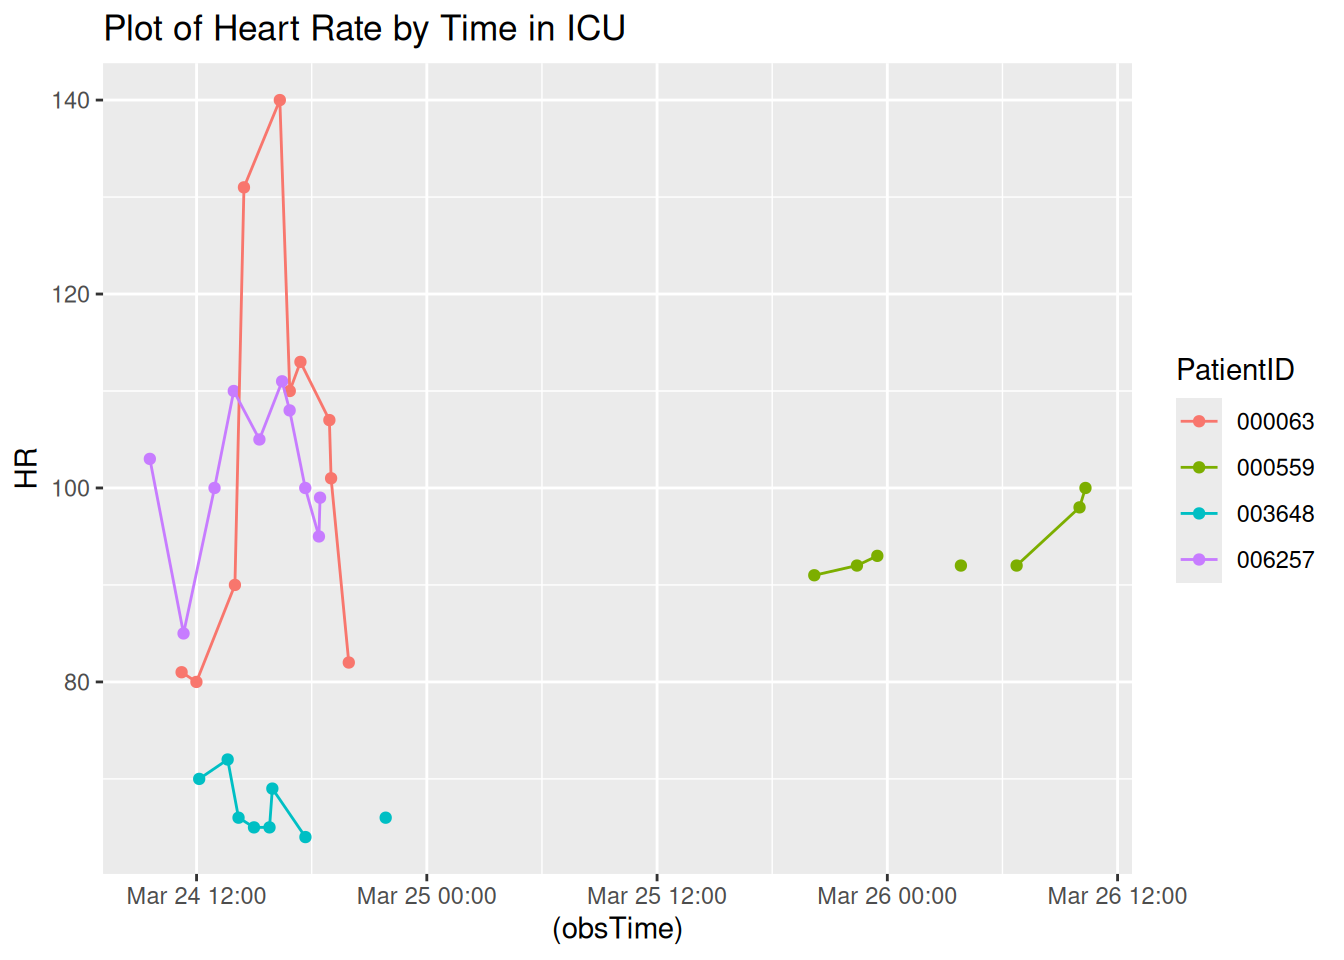 Plot of Heart Rate by Time in ICU
140
120
100
80
HR
Mar 24 12:00
Mar 25 00:00
Mar 25 12:00
Mar 26 00:00
Mar 26 12:00
(obsTime)
PatientID
000063
000559
003648
006257